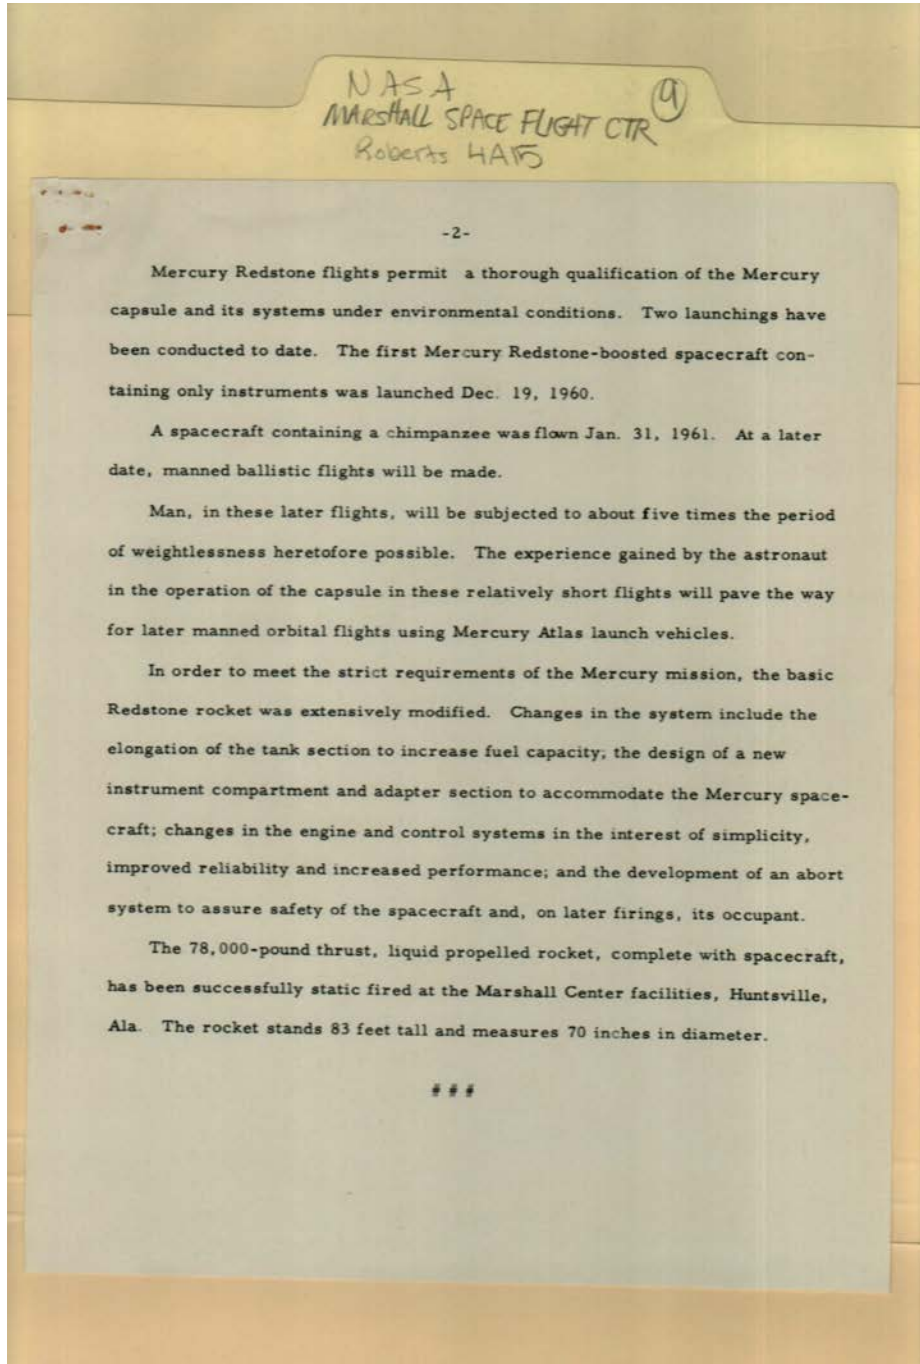 NASA
9
MARSHALL SPACE FLIGHT CTR
Roberts 4A15
-2-
Mercury Redstone flights permit a thorough qualification of the Mercury
capsule and its systems under environmental conditions. Two launchings have
been conducted to date. The first Mercury Redstone-boosted spacecraft con-
taining only instruments was launched Dec. 19, 1960.
A spacecraft containing a chimpanzee was flown Jan. 31, 1961. At a later
date, manned ballistic flights will be made.
Man, in these later flights, will be subjected to about five times the period
of weightlessness heretofore possible. The experience gained by the astronaut
in the operation of the capsule in these relatively short flights will pave the way
for later manned orbital flights using Mercury Atlas launch vehicles.
In order to meet the strict requirements of the Mercury mission, the basic
Redstone rocket was extensively modified. Changes in the system include the
elongation of the tank section to increase fuel capacity; the design of a new
instrument compartment and adapter section to accommodate the Mercury space-
craft; changes in the engine and control systems in the interest of simplicity,
improved reliability and increased performance; and the development of an abort
system to assure safety of the spacecraft and, on later firings, its occupant.
The 78,000-pound thrust, liquid propelled rocket, complete with spacecraft,
has been successfully static fired at the Marshall Center facilities, Huntsville,
Ala. The rocket stands 83 feet tall and measures 70 inches in diameter.
# # #